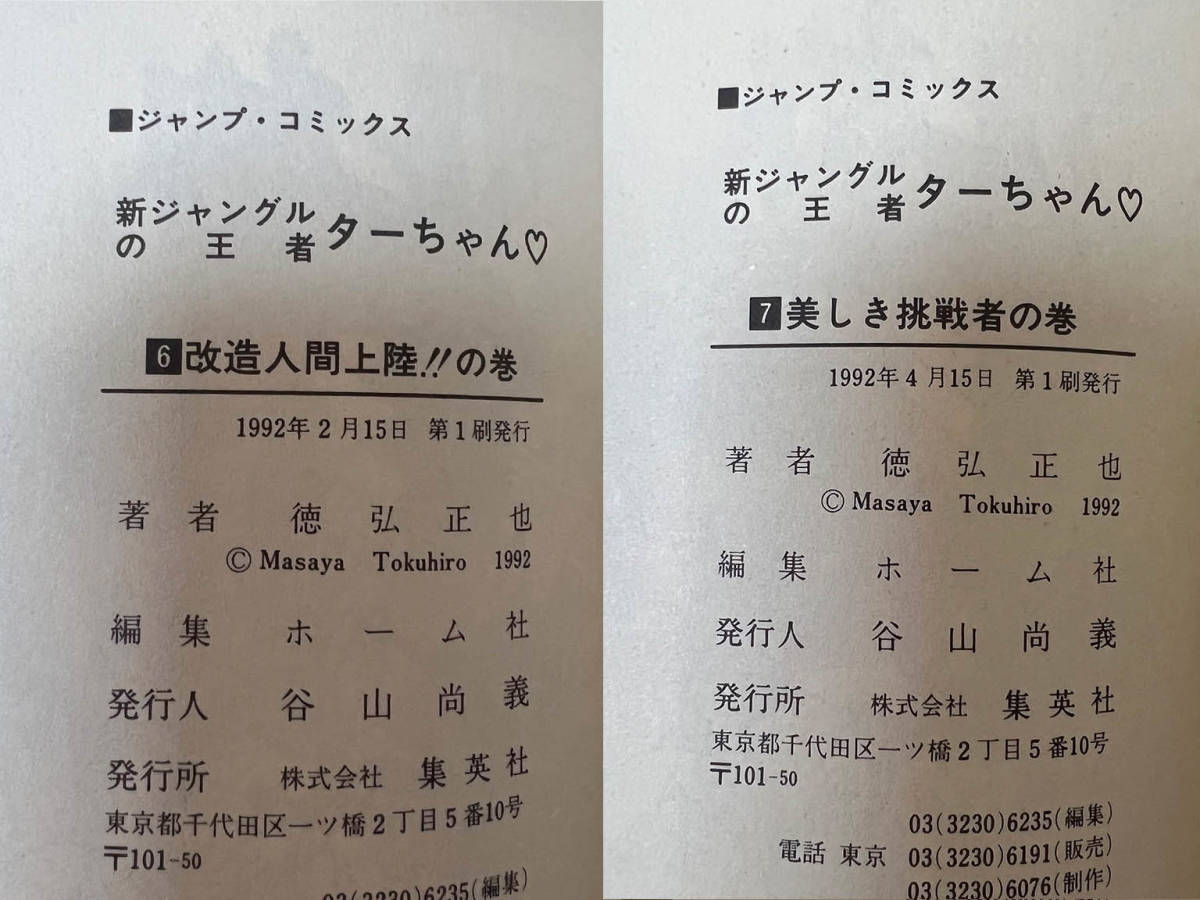 ■ジャンプ・コミックス
新ジャングルの王者ターちゃん♡
6 改造人間上陸!!の巻
1992年2月15日 第1刷発行
著者 徳弘正也
©Masaya Tokuhiro 1992
編集 ホーム社
発行人 谷山尚義
発行所 株式会社 集英社
東京都千代田区一ツ橋2丁目5番10号
〒101-50
03(3230)6235(編集)
■ジャンプ・コミックス
新ジャングルの王者ターちゃん♡
7 美しき挑戦者の巻
1992年4月15日 第1刷発行
著者 徳弘正也
©Masaya Tokuhiro 1992
編集 ホーム社
発行人 谷山尚義
発行所 株式会社 集英社
東京都千代田区一ツ橋2丁目5番10号
〒101-50
03(3230)6235(編集)
電話 東京 03(3230)6191(販売)
03(3230)6076(制作)